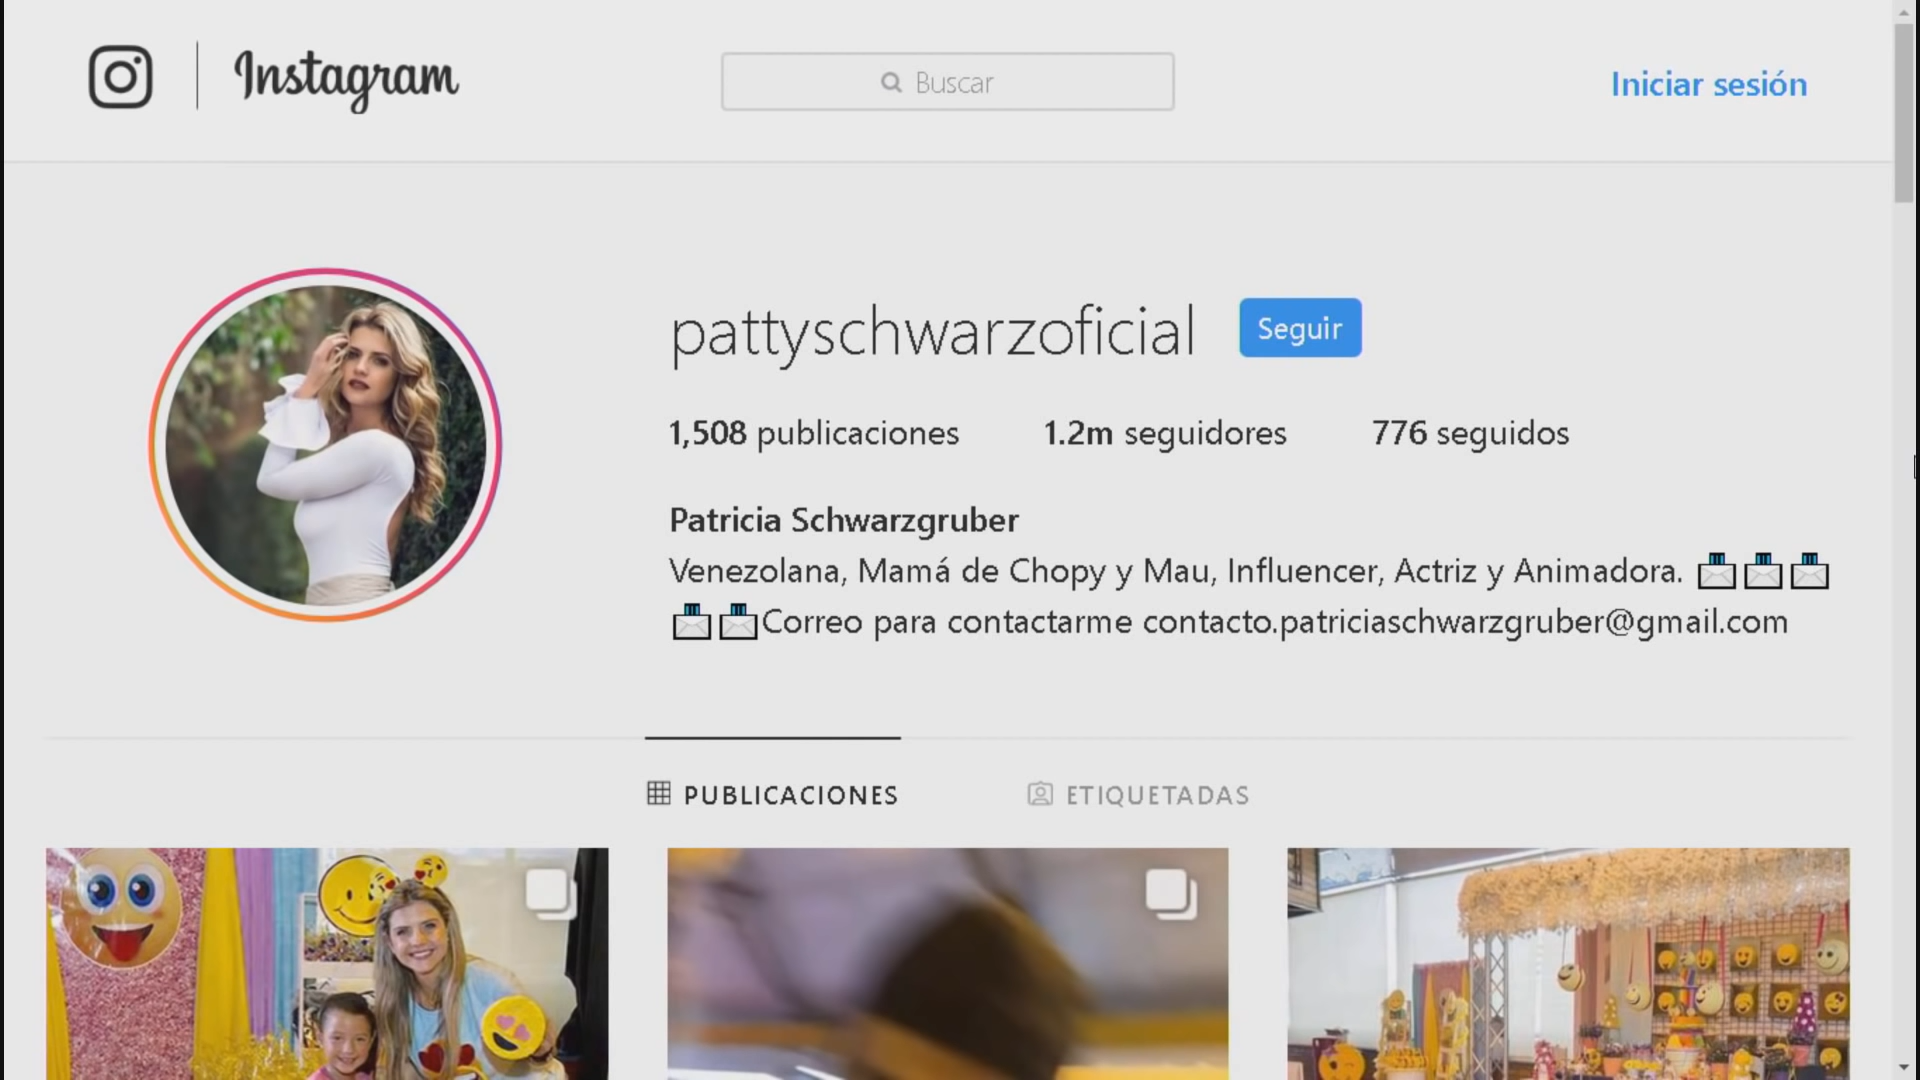 Instagram
Buscar
Iniciar sesión
pattyschwarzoficial
Seguir
1,508 publicaciones
1.2m seguidores
776 seguidos
Patricia Schwarzgruber
Venezolana, Mamá de Chopy y Mau, Influencer, Actriz y Animadora. 📩📩📩
📩📩Correo para contactarme contacto.patriciaschwarzgruber@gmail.com
PUBLICACIONES
ETIQUETADAS